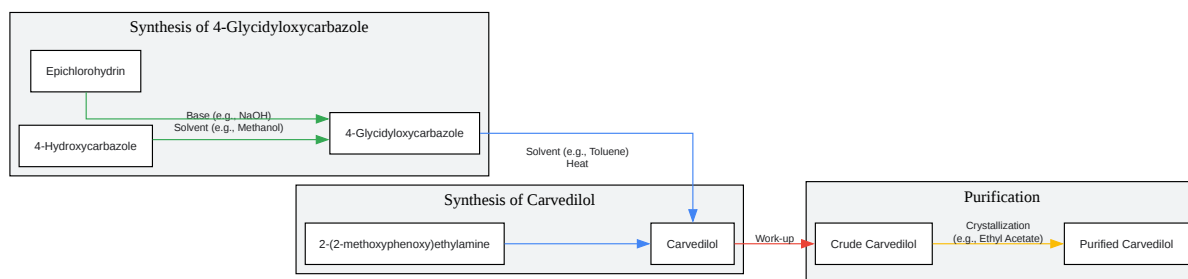 Synthesis of 4-Glycidyloxycarbazole
Epichlorohydrin
Base (e.g., NaOH)
Solvent (e.g., Methanol)
4-Hydroxycarbazole
4-Glycidyloxycarbazole
Solvent (e.g., Toluene)
Heat
Synthesis of Carvedilol
2-(2-methoxyphenoxy)ethylamine
Carvedilol
Work-up
Purification
Crude Carvedilol
Crystallization
(e.g., Ethyl Acetate)
Purified Carvedilol